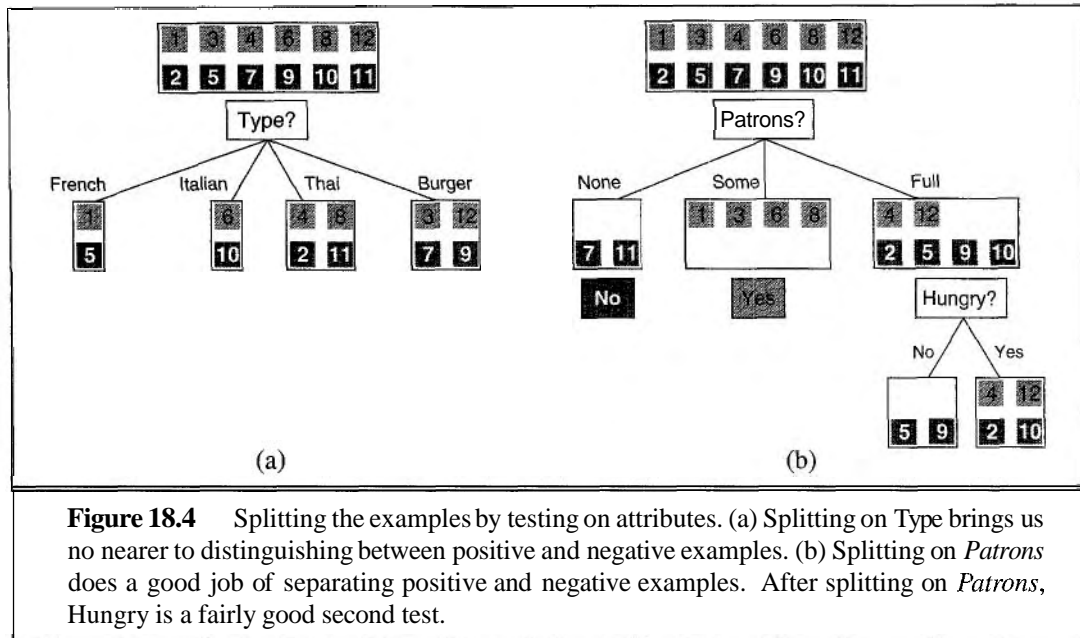 1 3 4 6 8 12
2 5 7 9 10 11
Type?
French Italian Thai Burger
1 6 4 8 3 12
5 10 2 11 7 9
(a)
1 3 4 6 8 12
2 5 7 9 10 11
Patrons?
None Some Full
1 3 6 8 4 12
7 11 2 5 9 10
No Yes Hungry?
No Yes
4 12
5 9 2 10
(b)
Figure 18.4 Splitting the examples by testing on attributes. (a) Splitting on Type brings us
no nearer to distinguishing between positive and negative examples. (b) Splitting on Patrons
does a good job of separating positive and negative examples. After splitting on Patrons,
Hungry is a fairly good second test.